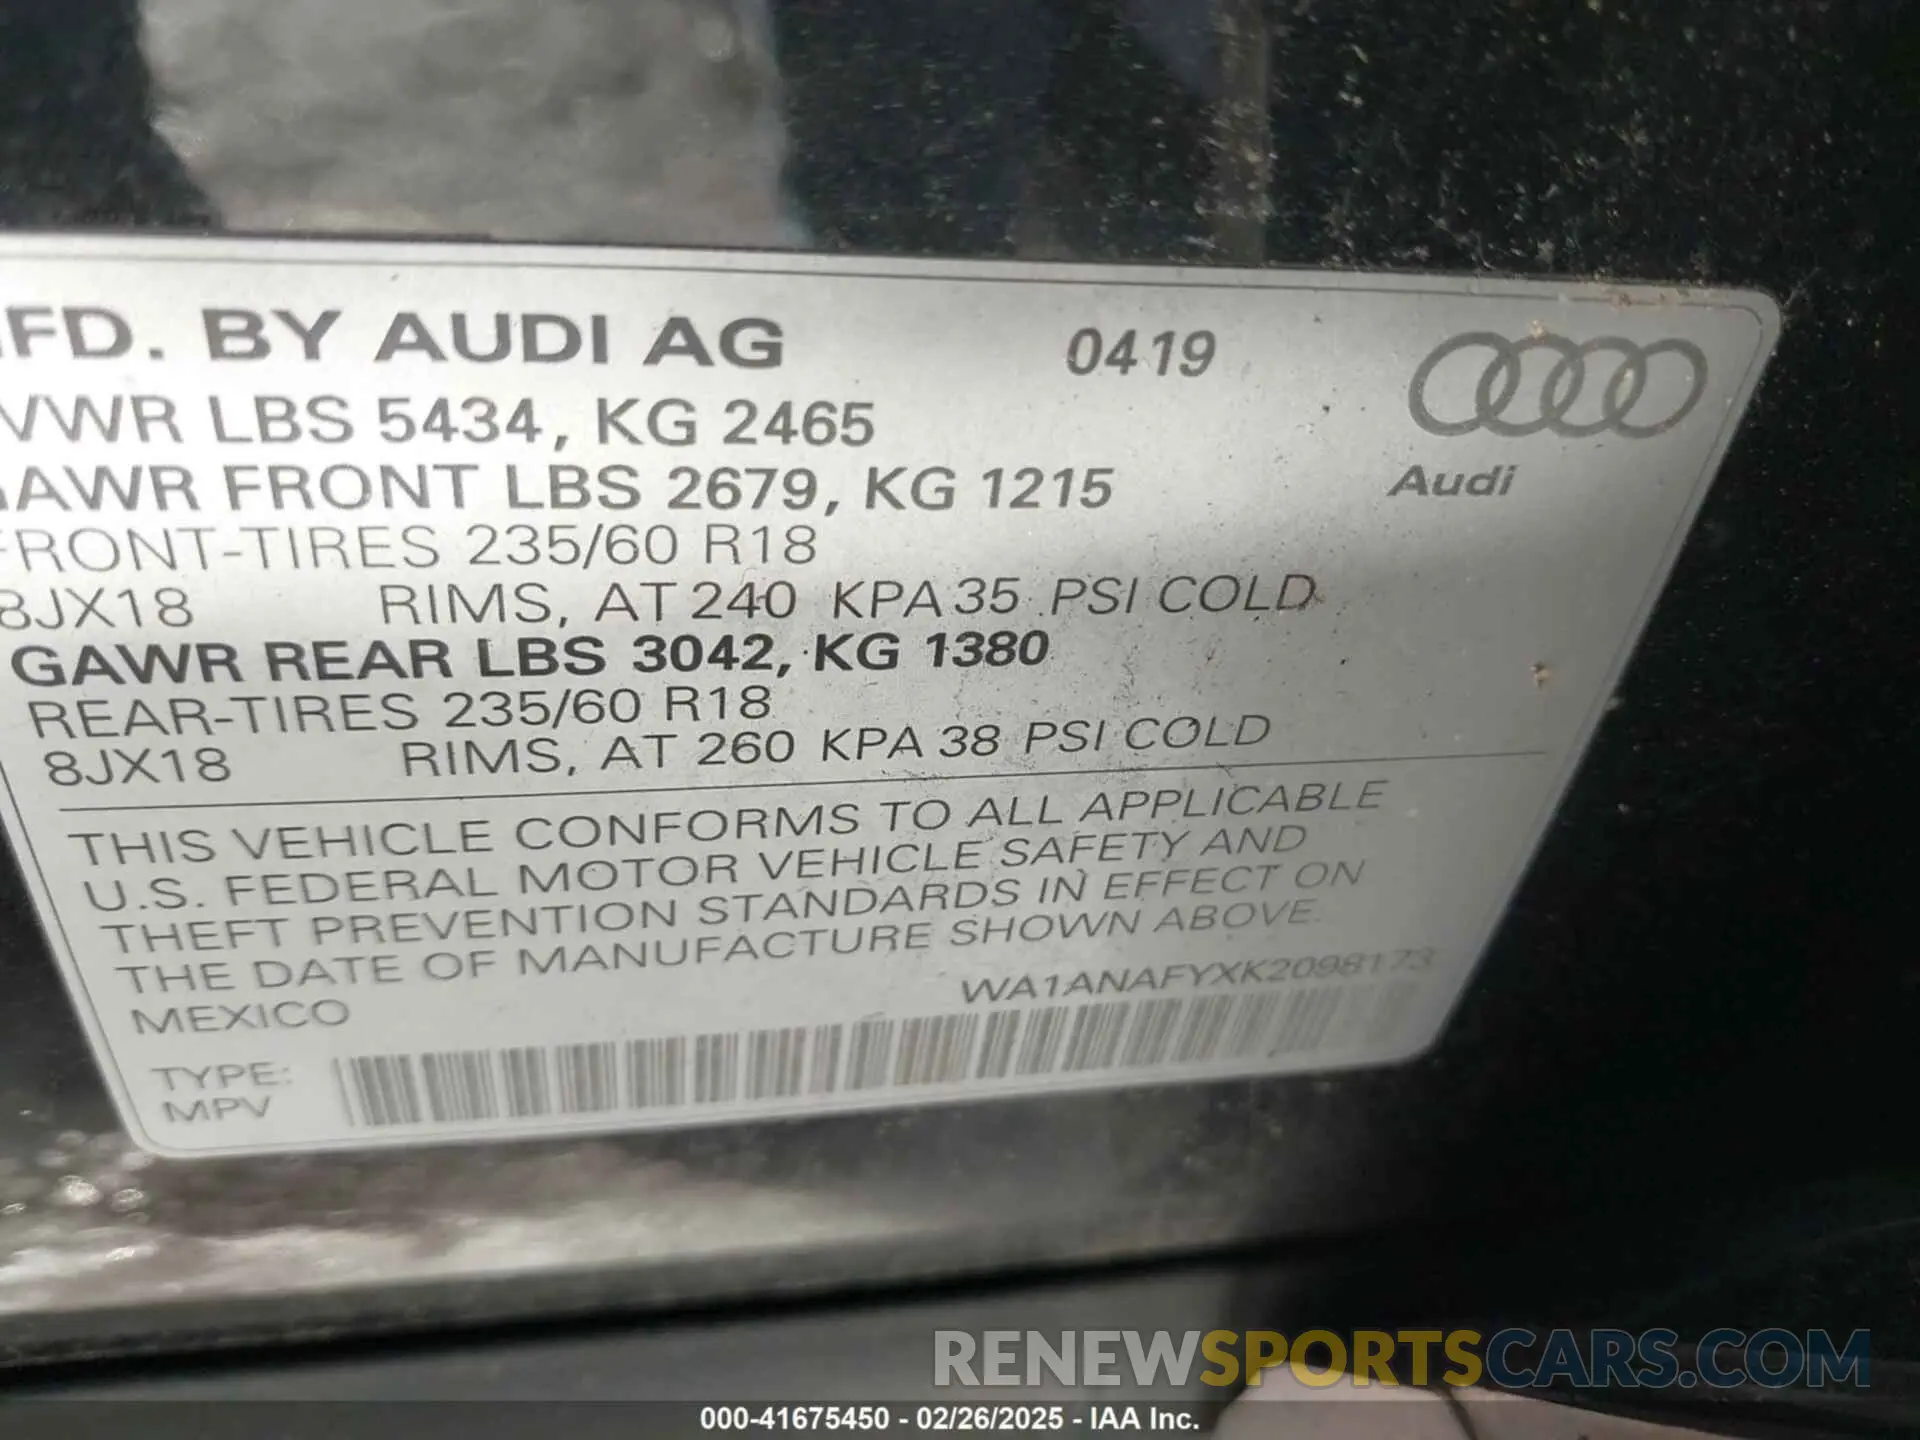 FD. BY AUDI AG 0419
VWR LBS 5434, KG 2465
AWR FRONT LBS 2679, KG 1215
Audi
RONT-TIRES 235/60 R18
8JX18 RIMS, AT 240 KPA 35 PSI COLD
GAWR REAR LBS 3042, KG 1380
REAR-TIRES 235/60 R18
8JX18 RIMS, AT 260 KPA 38 PSI COLD
THIS VEHICLE CONFORMS TO ALL APPLICABLE
U.S. FEDERAL MOTOR VEHICLE SAFETY AND
THEFT PREVENTION STANDARDS IN EFFECT ON
THE DATE OF MANUFACTURE SHOWN ABOVE.
MEXICO WA1ANAFYXK2098173
TYPE:
MPV
RENEWSPORTSCARS.COM
000-41675450 - 02/26/2025 - IAA Inc.